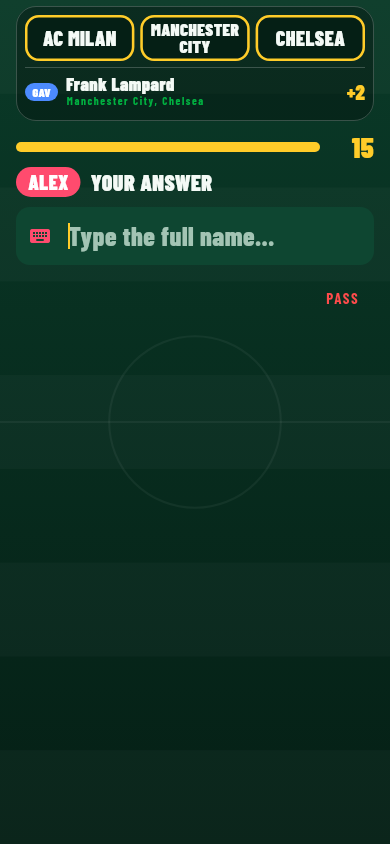 AC MILAN
MANCHESTER
CITY
CHELSEA
GAV
Frank Lampard
Manchester City, Chelsea
+2
15
ALEX
YOUR ANSWER
Type the full name...
PASS